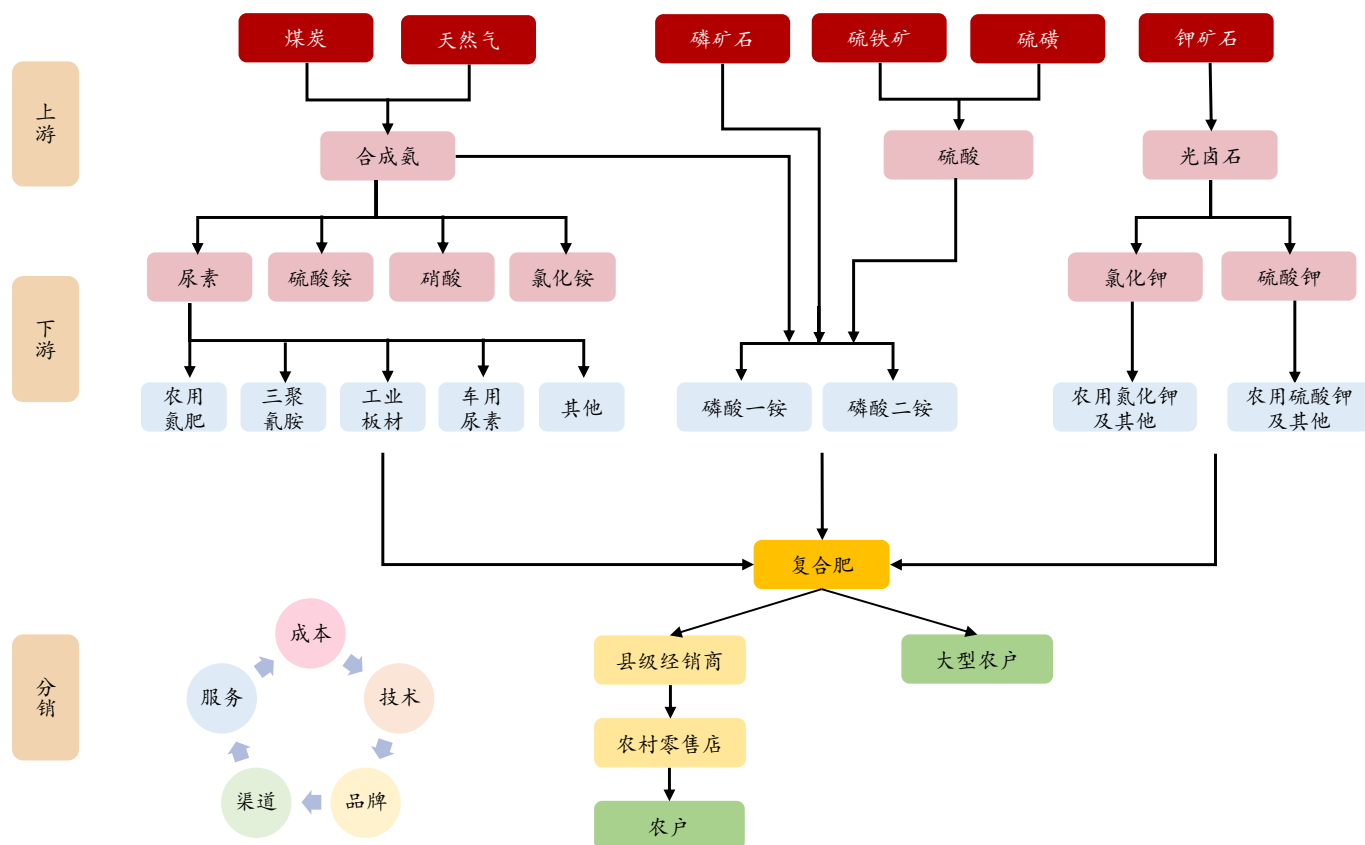 煤炭
天然气
磷矿石
硫铁矿
硫磺
钾矿石
上
游
合成氨
硫酸
光卤石
尿素
硫酸铵
硝酸
氯化铵
氯化钾
硫酸钾
下
游
农用
氮肥
三聚
氰胺
工业
板材
车用
尿素
其他
磷酸一铵
磷酸二铵
农用氮化钾
及其他
农用硫酸钾
及其他
复合肥
分
销
成本
技术
品牌
渠道
服务
县级经销商
大型农户
农村零售店
农户